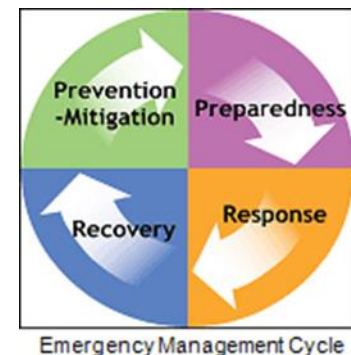 Prevention
-Mitigation
Preparedness
Recovery
Response
Emergency Management Cycle